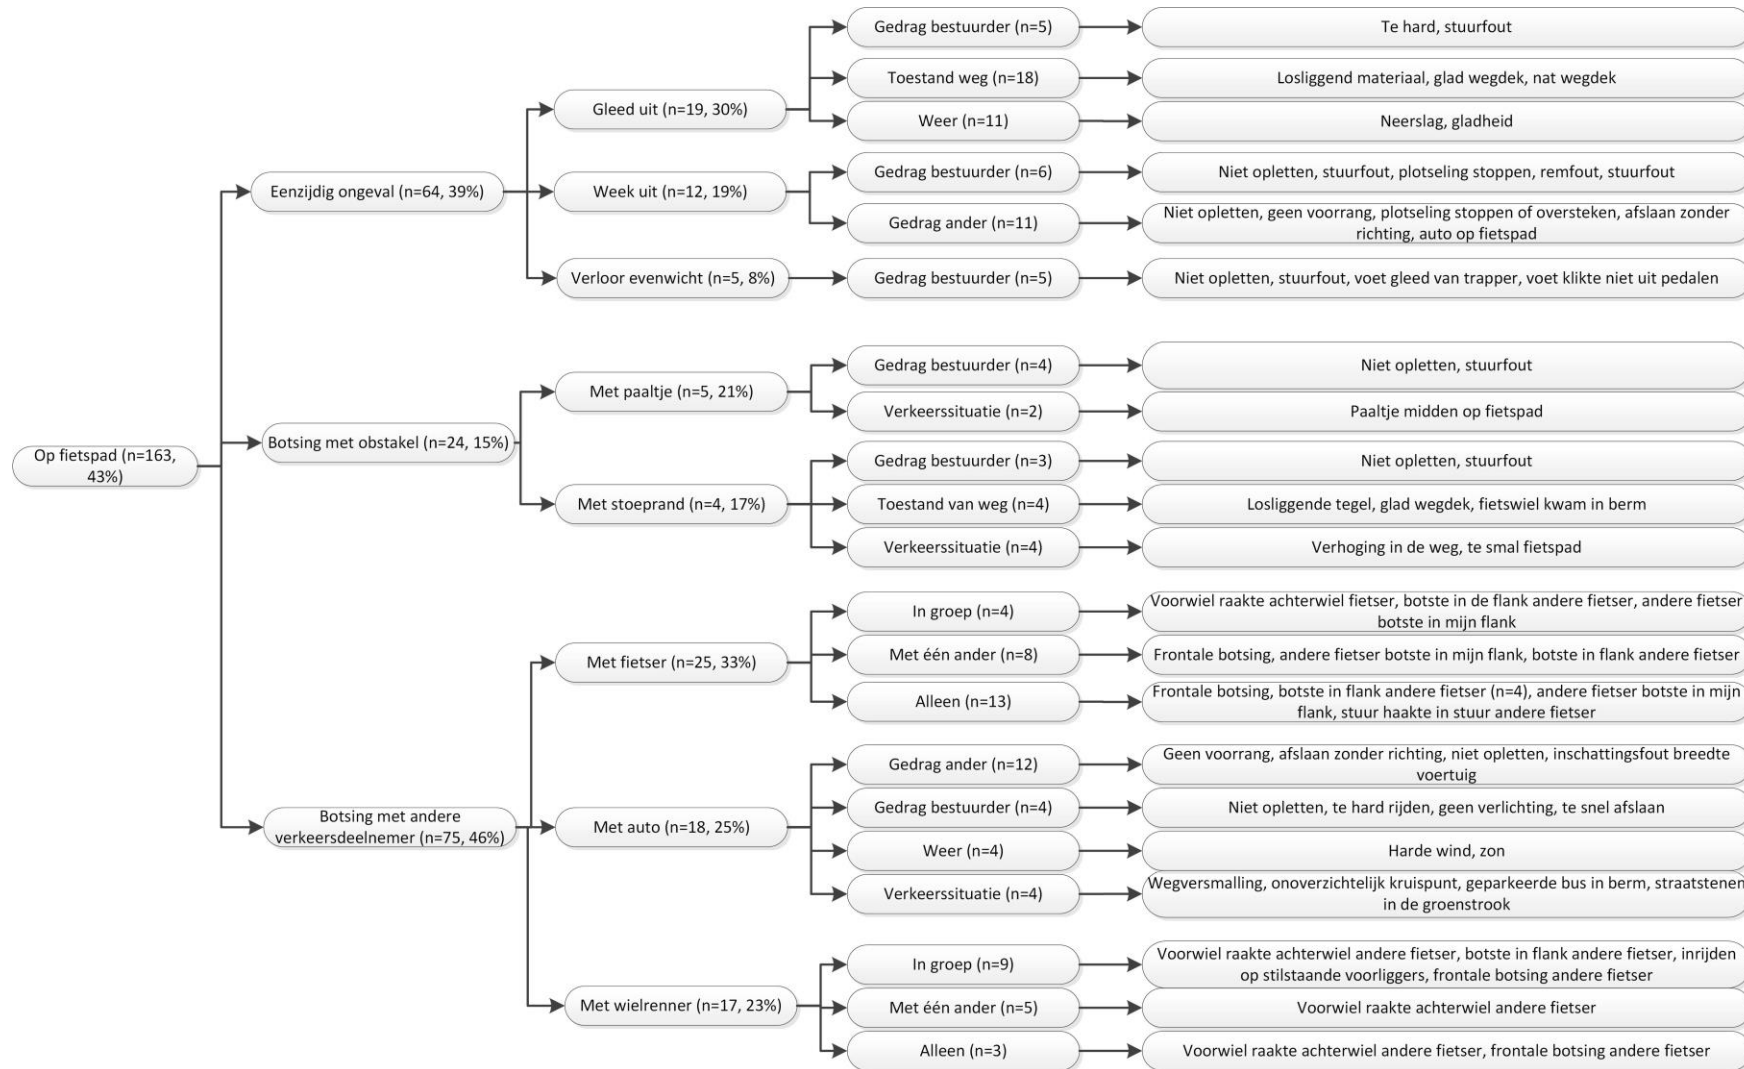 Gedrag bestuurder (n=5)
Te hard, stuurfout
Toestand weg (n=18)
Losliggend materiaal, glad wegdek, nat wegdek
Gleed uit (n=19, 30%)
Weer (n=11)
Neerslag, gladheid
Gedrag bestuurder (n=6)
Niet opletten, stuurfout, plotseling stoppen, remfout, stuurfout
Eenzijdig ongeval (n=64, 39%)
Week uit (n=12, 19%)
Gedrag ander (n=11)
Niet opletten, geen voorrang, plotseling stoppen of oversteken, afslaan zonder
richting, auto op fietspad
Verloor evenwicht (n=5, 8%)
Gedrag bestuurder (n=5)
Niet opletten, stuurfout, voet gleed van trapper, voet klikte niet uit pedalen
Gedrag bestuurder (n=4)
Niet opletten, stuurfout
Met paaltje (n=5, 21%)
Verkeerssituatie (n=2)
Paaltje midden op fietspad
Botsing met obstakel (n=24, 15%)
Op fietspad (n=163,
43%)
Gedrag bestuurder (n=3)
Niet opletten, stuurfout
Met stoeprand (n=4, 17%)
Toestand van weg (n=4)
Losliggende tegel, glad wegdek, fietswiel kwam in berm
Verkeerssituatie (n=4)
Verhoging in de weg, te smal fietspad
In groep (n=4)
Voorwiel raakte achterwiel fietser, botste in de flank andere fietser, andere fietser
botste in mijn flank
Met fietser (n=25, 33%)
Met één ander (n=8)
Frontale botsing, andere fietser botste in mijn flank, botste in flank andere fietser
Alleen (n=13)
Frontale botsing, botste in flank andere fietser (n=4), andere fietser botste in mijn
flank, stuur haakte in stuur andere fietser
Gedrag ander (n=12)
Geen voorrang, afslaan zonder richting, niet opletten, inschattingsfout breedte
voertuig
Botsing met andere
verkeersdeelnemer (n=75, 46%)
Met auto (n=18, 25%)
Gedrag bestuurder (n=4)
Niet opletten, te hard rijden, geen verlichting, te snel afslaan
Weer (n=4)
Harde wind, zon
Verkeerssituatie (n=4)
Wegversmalling, onoverzichtelijk kruispunt, geparkeerde bus in berm, straatstenen
in de groenstrook
In groep (n=9)
Voorwiel raakte achterwiel andere fietser, botste in flank andere fietser, inrijden
op stilstaande voorliggers, frontale botsing andere fietser
Met wielrenner (n=17, 23%)
Met één ander (n=5)
Voorwiel raakte achterwiel andere fietser
Alleen (n=3)
Voorwiel raakte achterwiel andere fietser, frontale botsing andere fietser